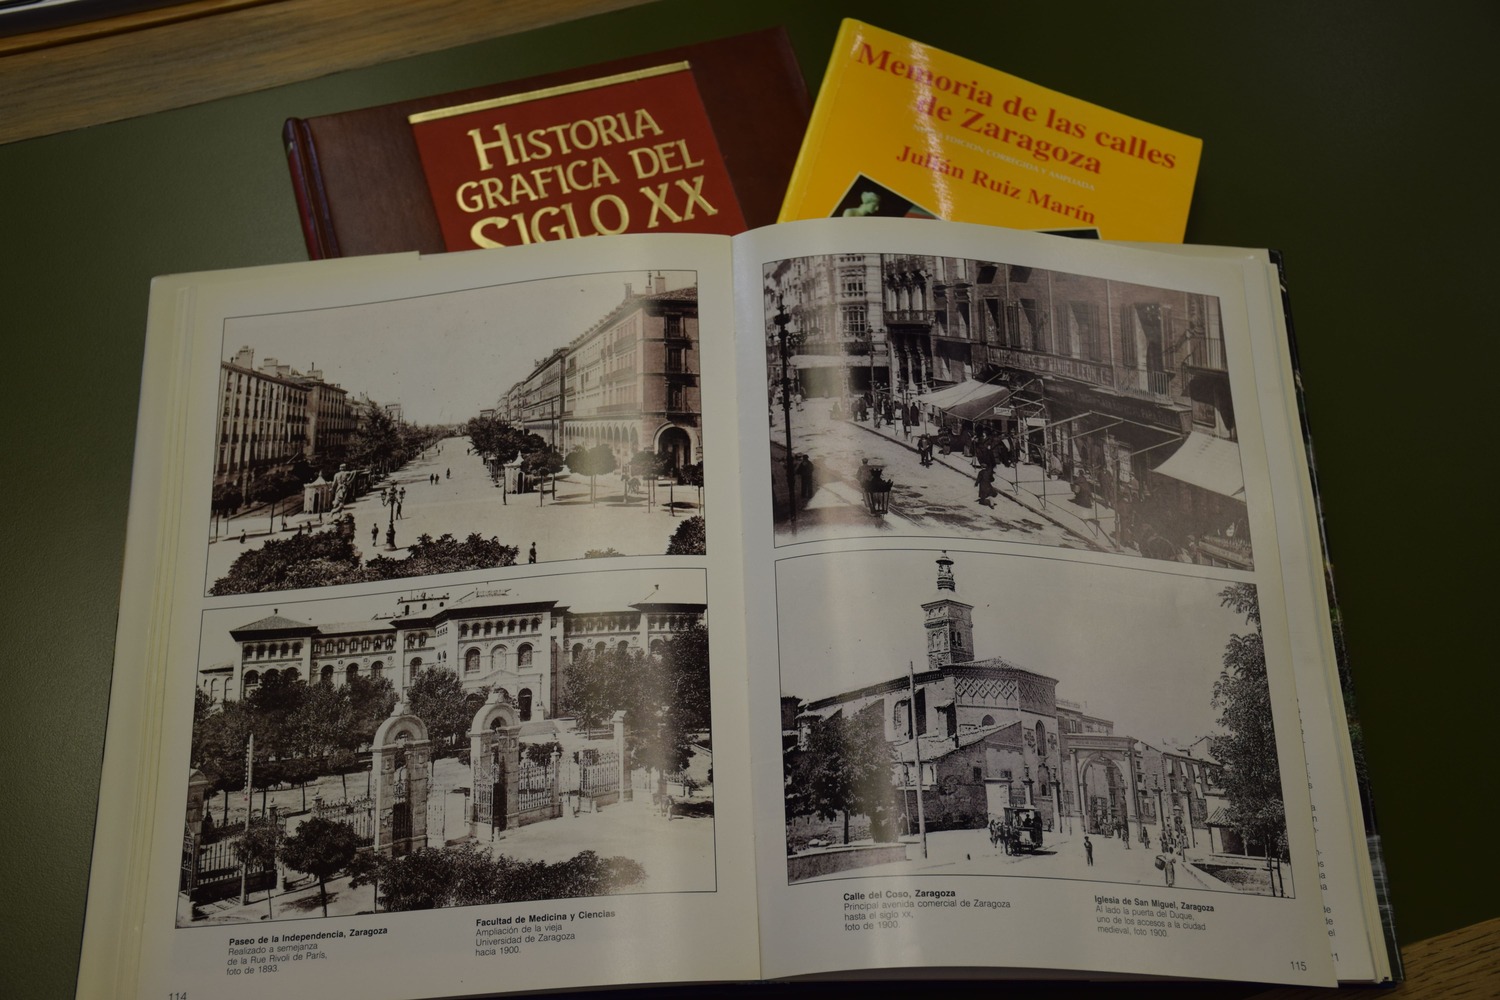 HISTORIA
GRAFICA DEL
SIGLO XX
Memoria de las calles
de Zaragoza
EDICION CORREGIDA Y AMPLIADA
Julián Ruiz Marín
Paseo de la Independencia, Zaragoza
Realizado a semejanza
de la Rue Rivoli de París,
foto de 1893.
Facultad de Medicina y Ciencias
Ampliación de la vieja
Universidad de Zaragoza
hacia 1900.
114
Calle del Coso, Zaragoza
Principal avenida comercial de Zaragoza
hasta el siglo XX,
foto de 1900.
Iglesia de San Miguel, Zaragoza
Al lado la puerta del Duque,
uno de los accesos a la ciudad
medieval, foto 1900.
115